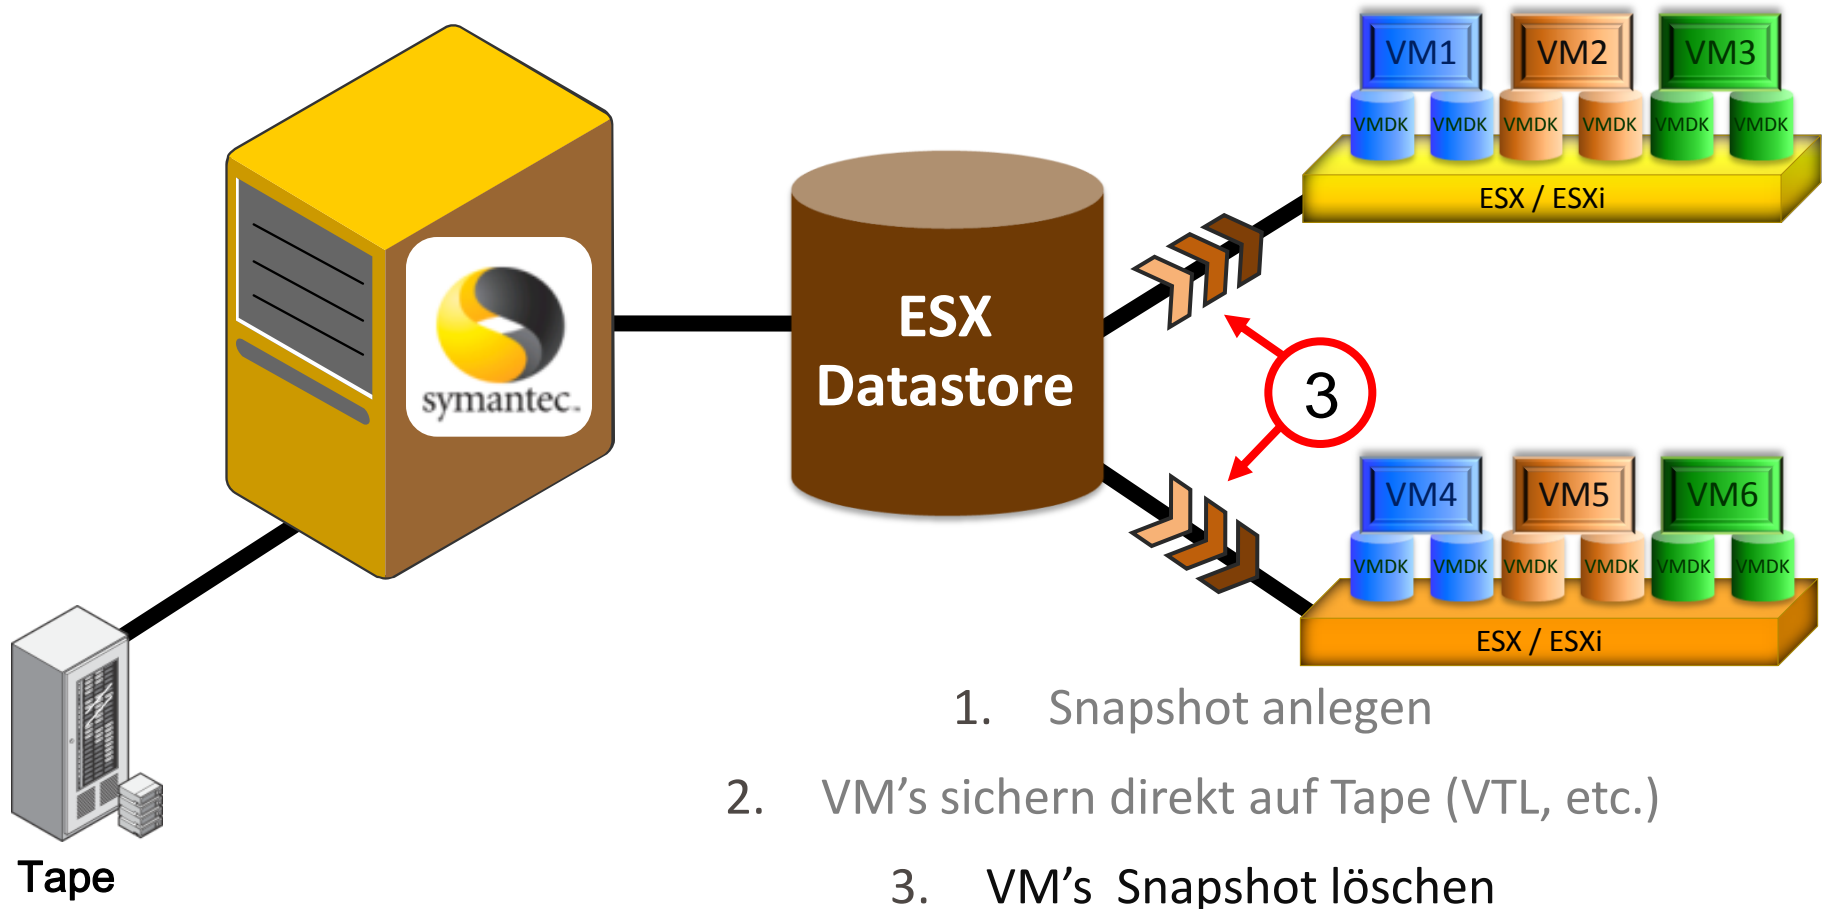 VM1 VM2 VM3
VMDK VMDK VMDK VMDK VMDK VMDK
ESX / ESXi
symantec.
ESX
Datastore
3
VM4 VM5 VM6
VMDK VMDK VMDK VMDK VMDK VMDK
ESX / ESXi
1. Snapshot anlegen
2. VM’s sichern direkt auf Tape (VTL, etc.)
3. VM’s Snapshot löschen
Tape